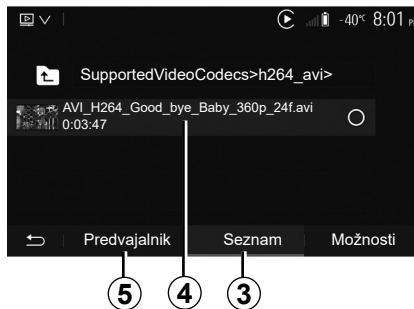 -40°C 8:01 P
SupportedVideoCodecs>h264_avi>
AVI_H264_Good_bye_Baby_360p_24f.avi
0:03:47
Predvajalnik Seznam Možnosti
5 4 3